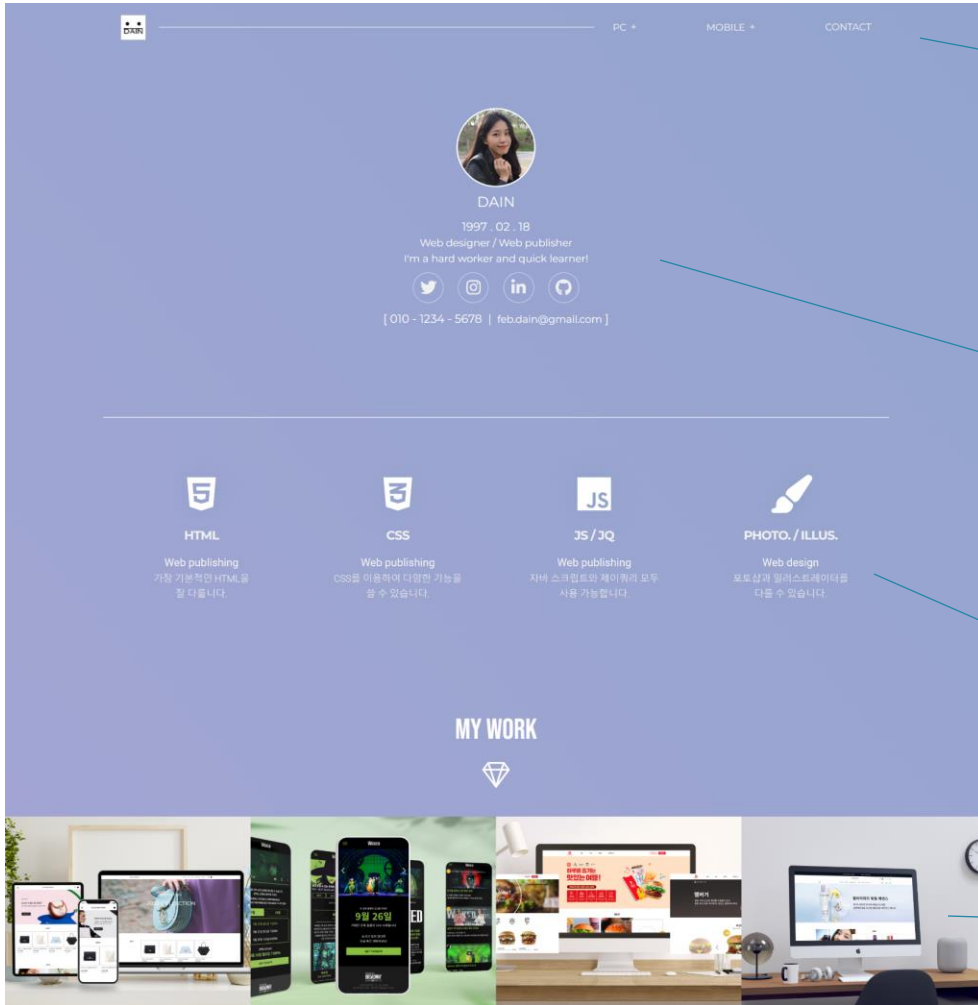 DAIN
PC +
MOBILE +
CONTACT
DAIN
1997 . 02 . 18
Web designer / Web publisher
I'm a hard worker and quick learner!
[ 010 - 1234 - 5678 | feb.dain@gmail.com ]
HTML
Web publishing
가장 기본적인 HTML을
잘 다룹니다.
CSS
Web publishing
CSS를 이용하여 다양한 기능을
쓸 수 있습니다.
JS
JS / JQ
Web publishing
자바 스크립트와 제이쿼리 모두
사용 가능합니다.
PHOTO. / ILLUS.
Web design
포토샵과 일러스트레이터를
다룰 수 있습니다.
MY WORK
9월 26일
햄버거